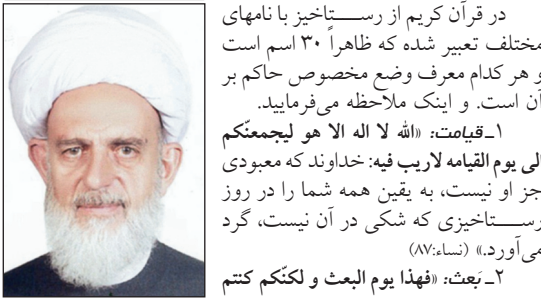 در قرآن کریم از رستاخیز با نامهای
مختلف تعبیر شده که ظاهراً ۳۰ اسم است
و هر کدام معرف وضع مخصوص حاکم بر
آن است. و اینک ملاحظه می‌فرمایید.
۱ـ قیامت: «الله لا اله الا هو لیجمعنّکم
الی یوم القیامه لاریب فیه: خداوند که معبودی
جز او نیست، به یقین همه شما را در روز
رستاخیزی که شکی در آن نیست، گرد
می‌آورد.» (نساء:۸۷)
۲ـ بَعث: «فهذا یوم البعث و لکنّکم کنتم